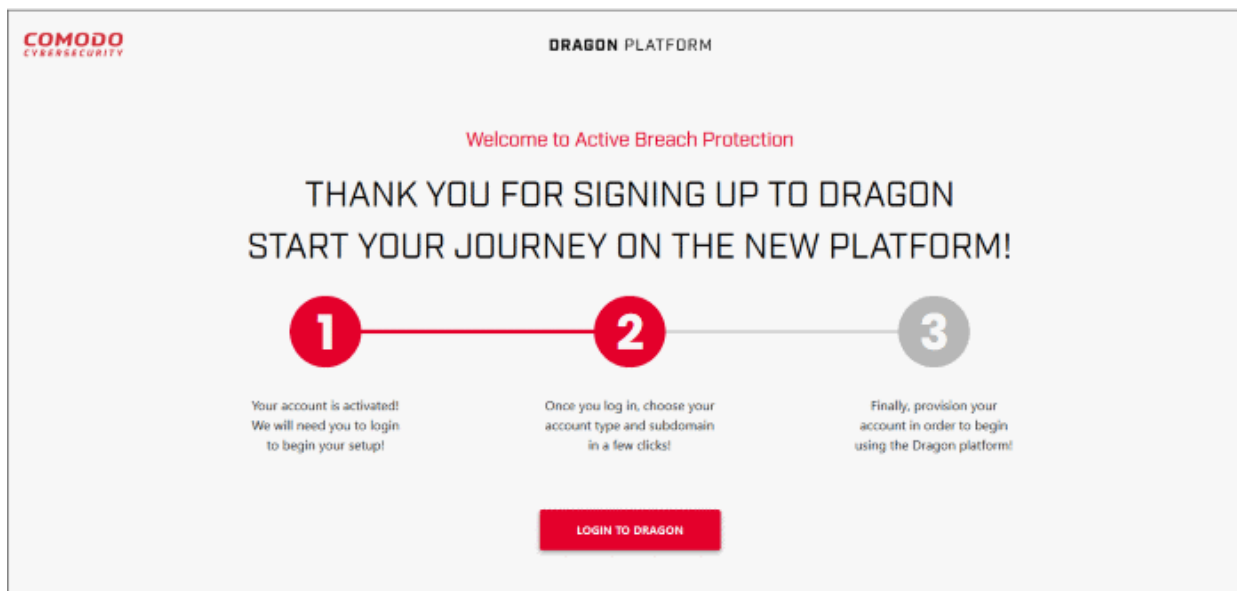 COMODO
CYBERSECURITY
DRAGON PLATFORM
Welcome to Active Breach Protection
THANK YOU FOR SIGNING UP TO DRAGON
START YOUR JOURNEY ON THE NEW PLATFORM!
1
2
3
Your account is activated!
We will need you to login
to begin your setup!
Once you log in, choose your
account type and subdomain
in a few clicks!
Finally, provision your
account in order to begin
using the Dragon platform!
LOGIN TO DRAGON